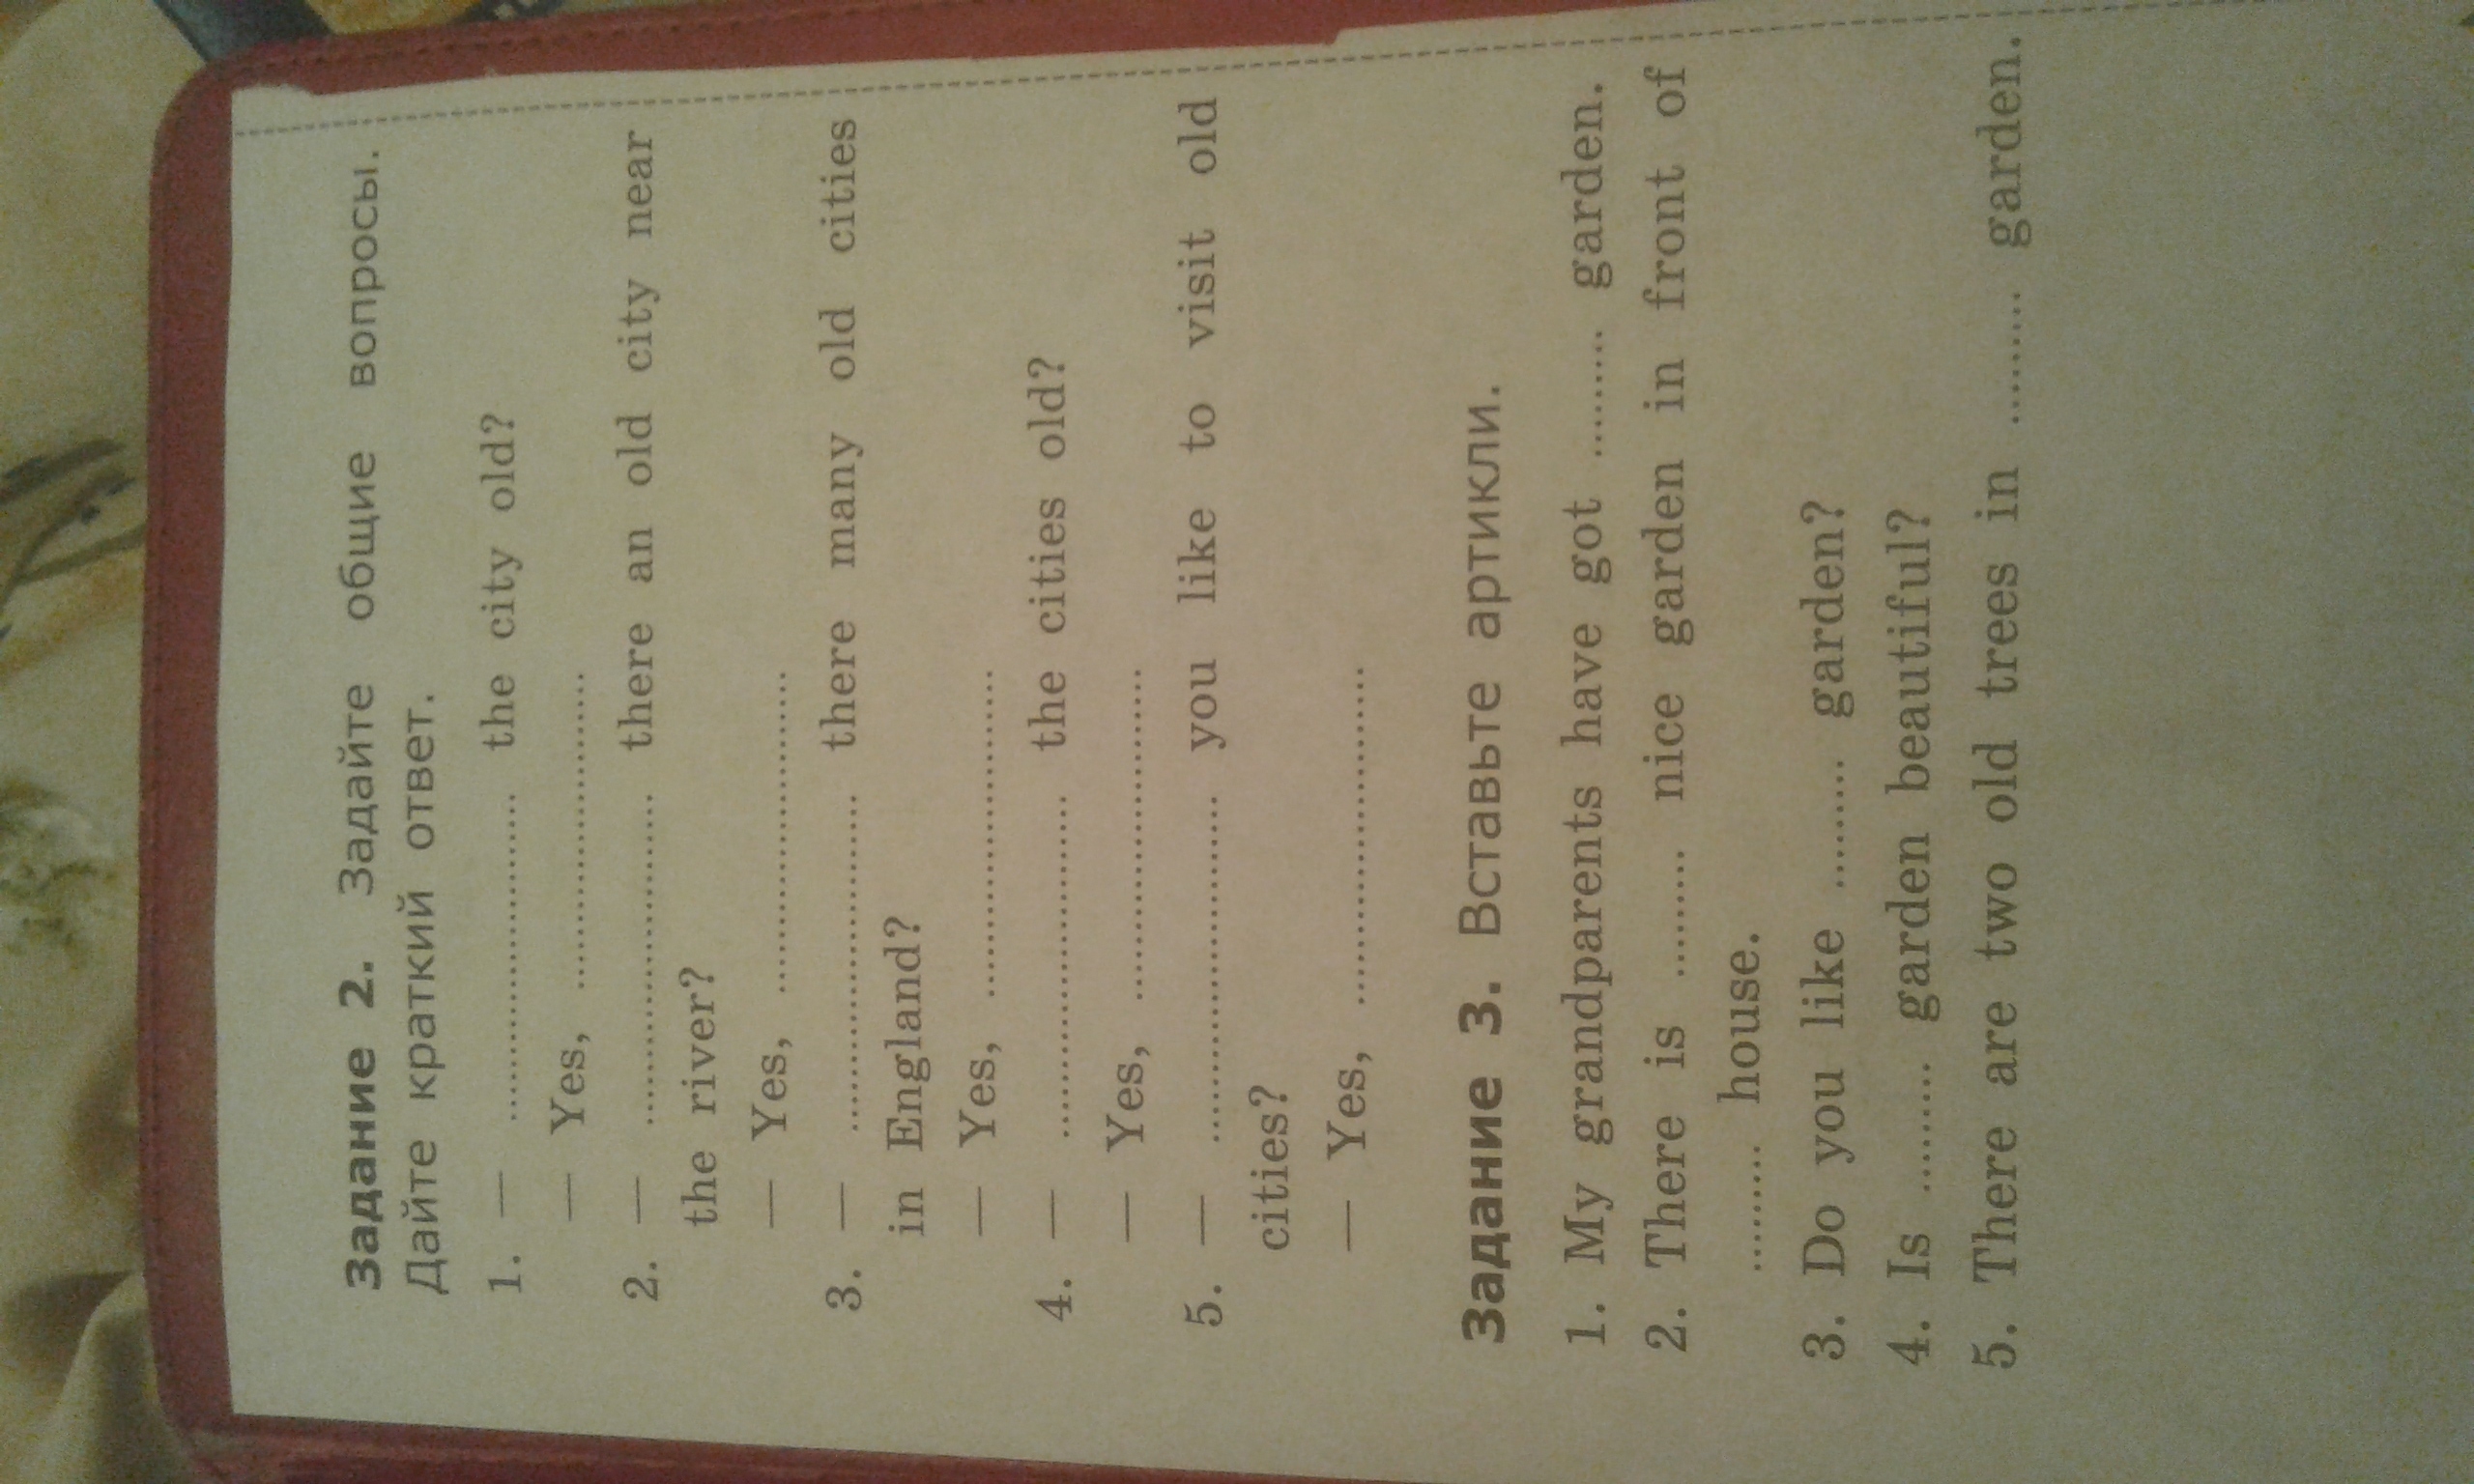 Задание 2. Задайте общие вопросы.
Дайте краткий ответ.
1. — .............................. the city old?
— Yes, .............................
2. — .............................. there an old city near
the river?
— Yes, .............................
3. — .............................. there many old cities
in England?
— Yes, .............................
4. — .............................. the cities old?
— Yes, .............................
5. — .............................. you like to visit old
cities?
— Yes, .............................
Задание 3. Вставьте артикли.
1. My grandparents have got ......... garden.
2. There is ......... nice garden in front of
......... house.
3. Do you like ......... garden?
4. Is ......... garden beautiful?
5. There are two old trees in ......... garden.